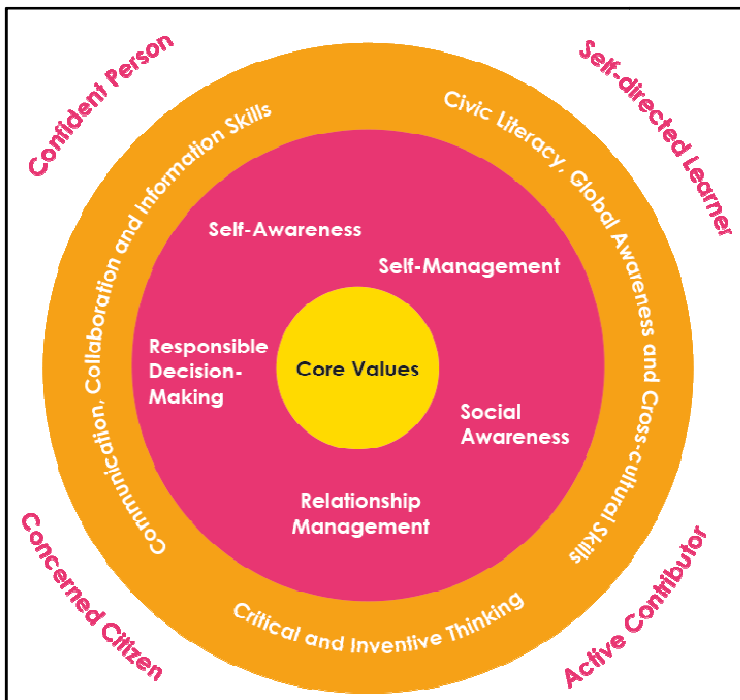 Confident Person
Self-directed Learner
Communication, Collaboration and Information Skills
Civic Literacy, Global Awareness and Cross-cultural Skills
Self-Awareness
Self-Management
Responsible
Decision-
Making
Core Values
Social
Awareness
Relationship
Management
Critical and Inventive Thinking
Concerned Citizen
Active Contributor